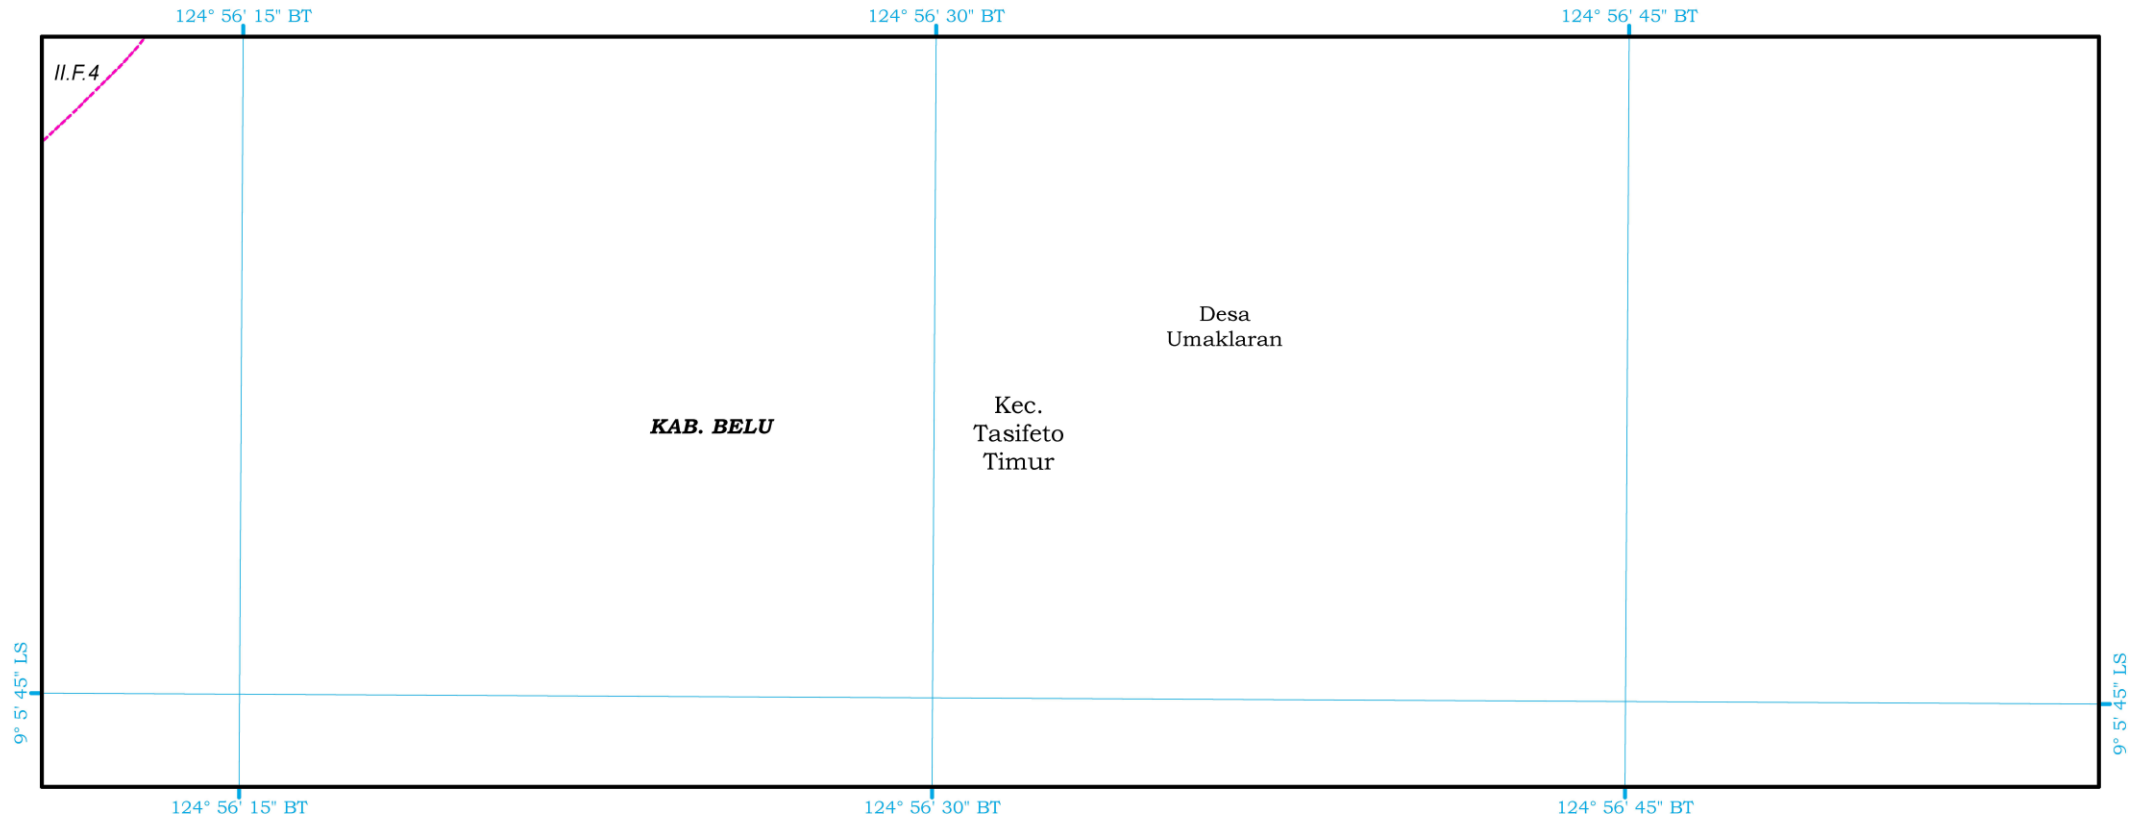 124° 56' 15" BT
124° 56' 30" BT
124° 56' 45" BT
II.F.4
Desa
Umaklaran
Kec.
Tasifeto
Timur
KAB. BELU
9° 5' 45" LS
9° 5' 45" LS
124° 56' 15" BT
124° 56' 30" BT
124° 56' 45" BT